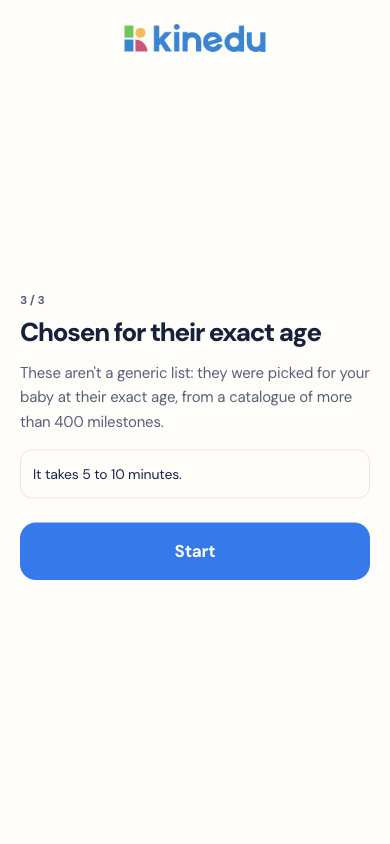 kinedu
3 / 3
Chosen for their exact age
These aren't a generic list: they were picked for your
baby at their exact age, from a catalogue of more
than 400 milestones.
It takes 5 to 10 minutes.
Start